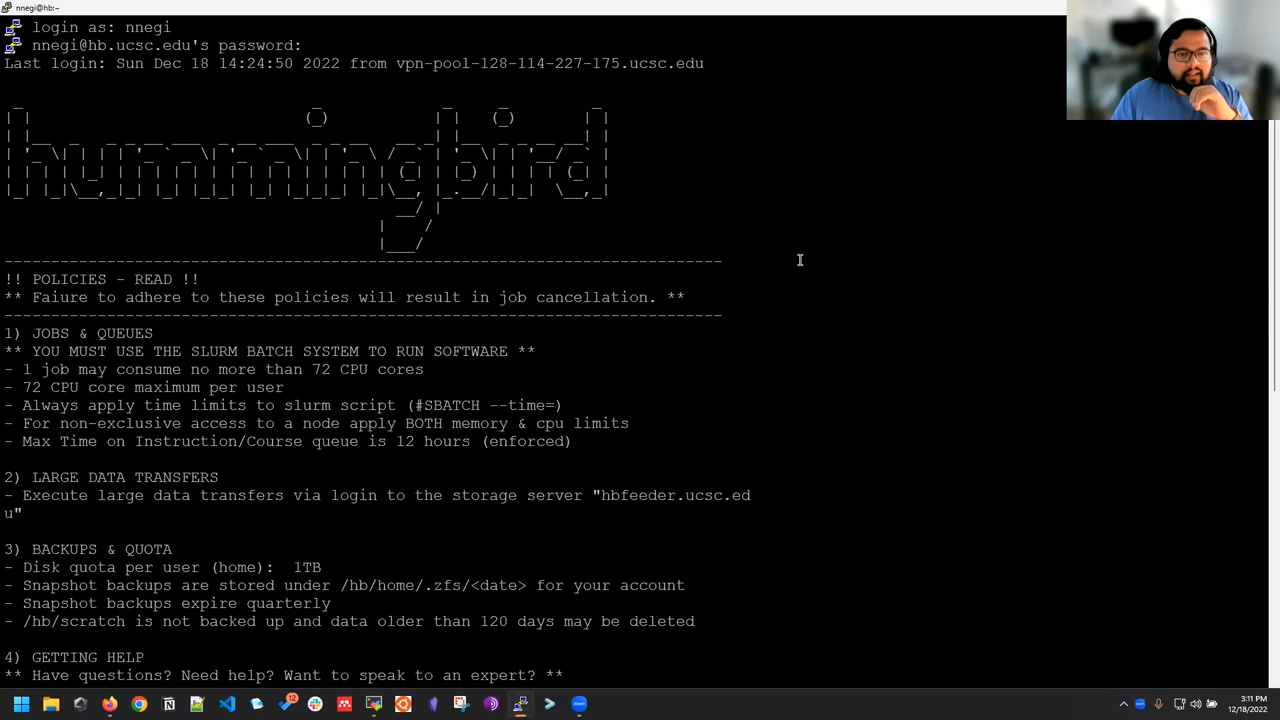 nnegi@hb:~
login as: nnegi
nnegi@hb.ucsc.edu's password:
Last login: Sun Dec 18 14:24:50 2022 from vpn-pool-128-114-227-175.ucsc.edu
hummingbird
--------------------------------------------------------------------------------
!! POLICIES - READ !!
** Faiure to adhere to these policies will result in job cancellation. **
--------------------------------------------------------------------------------
1) JOBS & QUEUES
** YOU MUST USE THE SLURM BATCH SYSTEM TO RUN SOFTWARE **
- 1 job may consume no more than 72 CPU cores
- 72 CPU core maximum per user
- Always apply time limits to slurm script (#SBATCH --time=)
- For non-exclusive access to a node apply BOTH memory & cpu limits
- Max Time on Instruction/Course queue is 12 hours (enforced)
2) LARGE DATA TRANSFERS
- Execute large data transfers via login to the storage server "hbfeeder.ucsc.ed
u"
3) BACKUPS & QUOTA
- Disk quota per user (home):  1TB
- Snapshot backups are stored under /hb/home/.zfs/<date> for your account
- Snapshot backups expire quarterly
- /hb/scratch is not backed up and data older than 120 days may be deleted
4) GETTING HELP
** Have questions? Need help? Want to speak to an expert? **
12
3:11 PM
12/18/2022